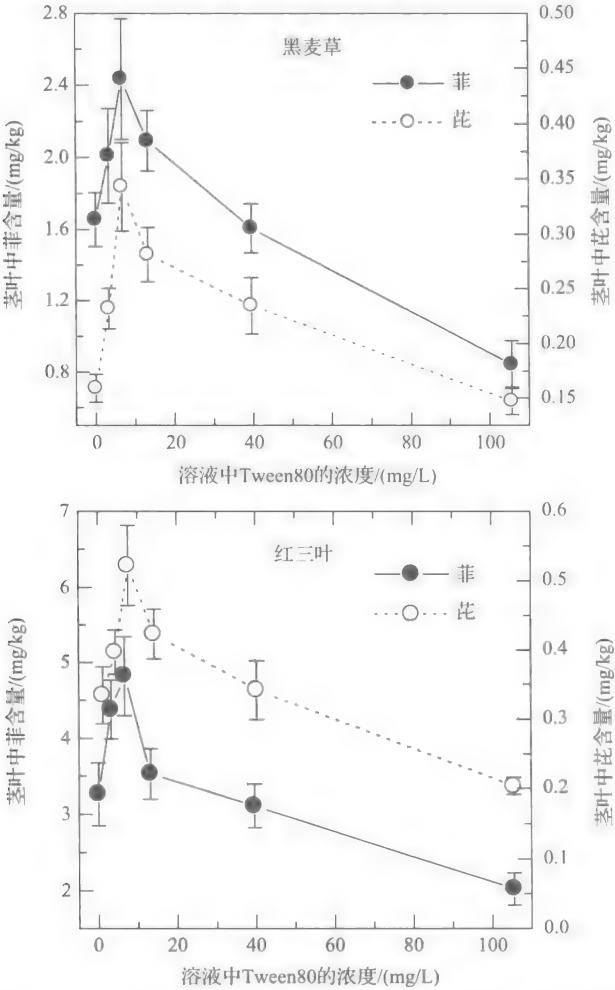 黑麦草
菲
芘
2.8
2.4
2.0
1.6
1.2
0.8
0.50
0.45
0.40
0.35
0.30
0.25
0.20
0.15
茎叶中菲含量/(mg/kg)
茎叶中芘含量/(mg/kg)
0 20 40 60 80 100
溶液中Tween80的浓度/(mg/L)
红三叶
菲
芘
7
6
5
4
3
2
0.6
0.5
0.4
0.3
0.2
0.1
0.0
茎叶中菲含量/(mg/kg)
茎叶中芘含量/(mg/kg)
0 20 40 60 80 100
溶液中Tween80的浓度/(mg/L)